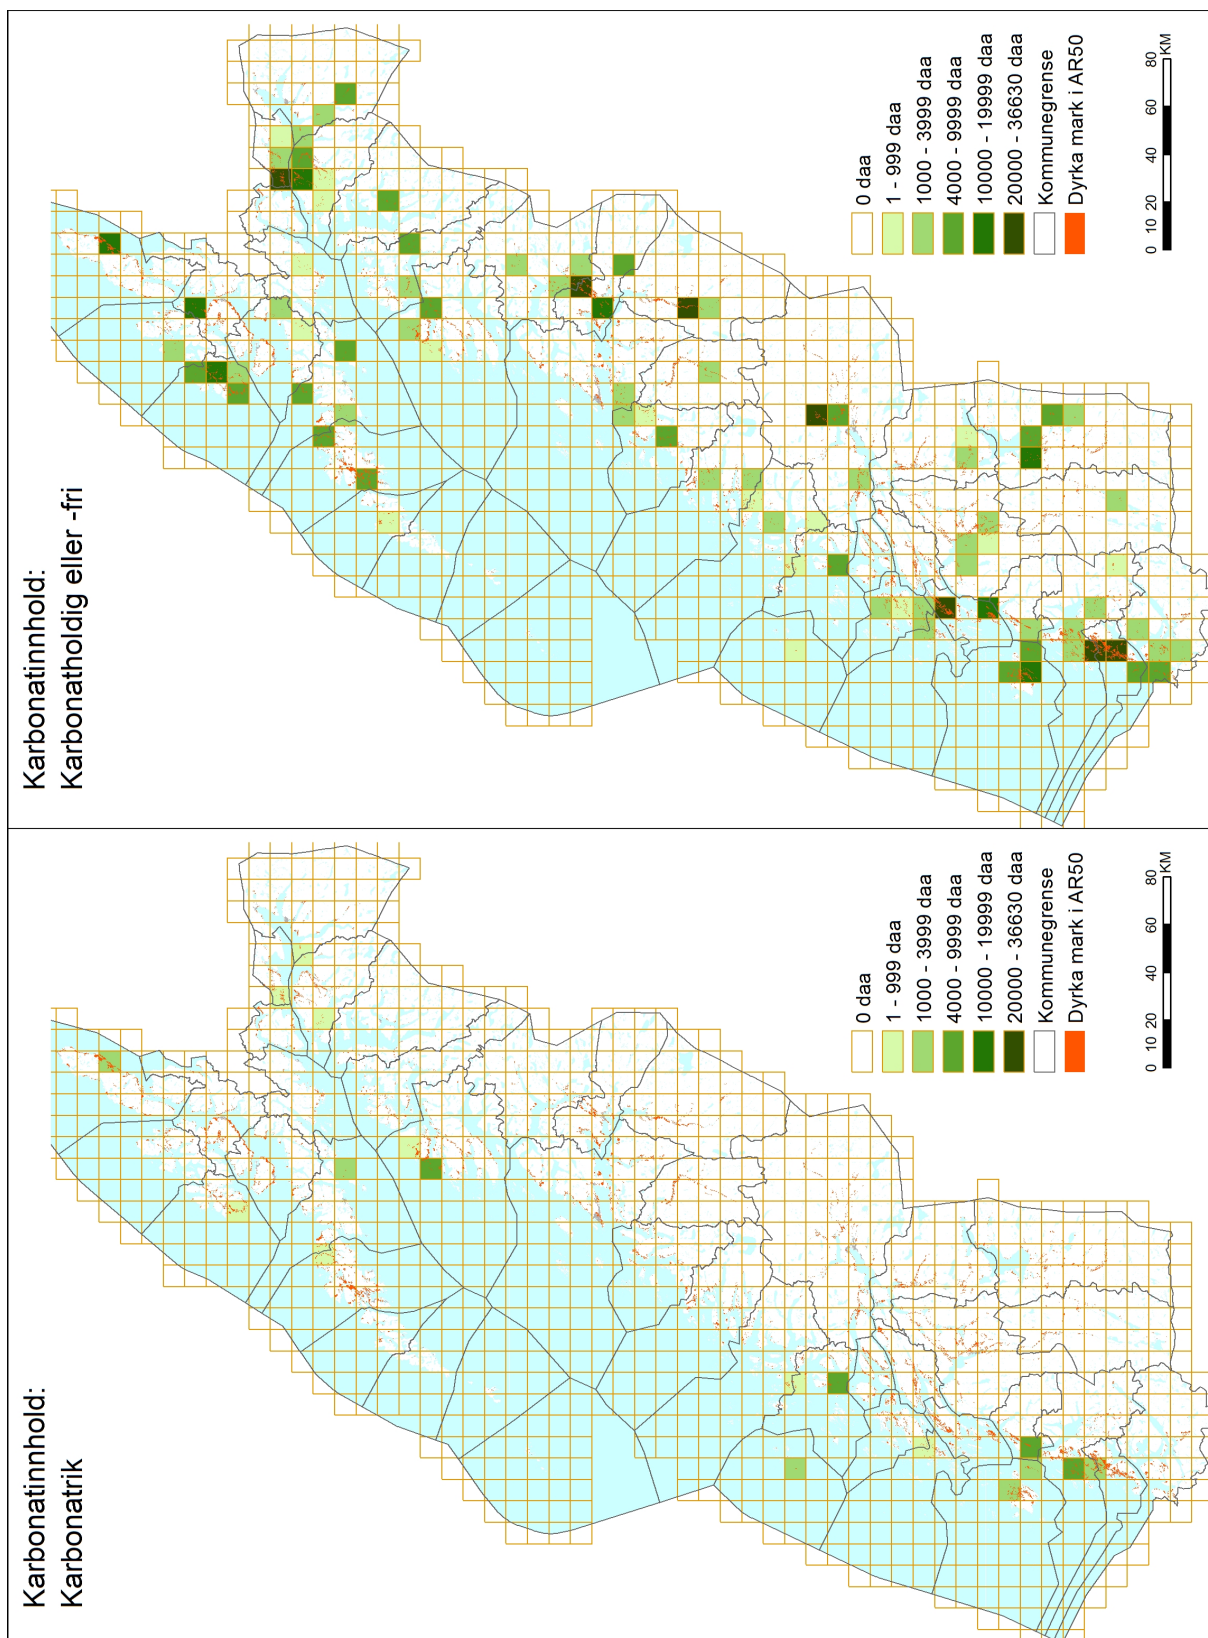 Karbonatinnhold:
Karbonatrik
0 daa
1 - 999 daa
1000 - 3999 daa
4000 - 9999 daa
10000 - 19999 daa
20000 - 36630 daa
Kommunegrense
Dyrka mark i AR50
0 10 20 40 60 80
KM
Karbonatinnhold:
Karbonatholdig eller -fri
0 daa
1 - 999 daa
1000 - 3999 daa
4000 - 9999 daa
10000 - 19999 daa
20000 - 36630 daa
Kommunegrense
Dyrka mark i AR50
0 10 20 40 60 80
KM